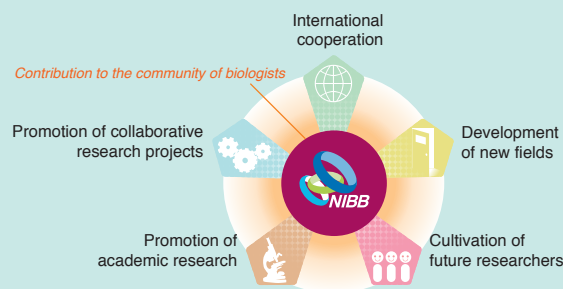 International
cooperation
Contribution to the community of biologists
Promotion of collaborative
research projects
Development
of new fields
NIBB
Promotion of
academic research
Cultivation of
future researchers